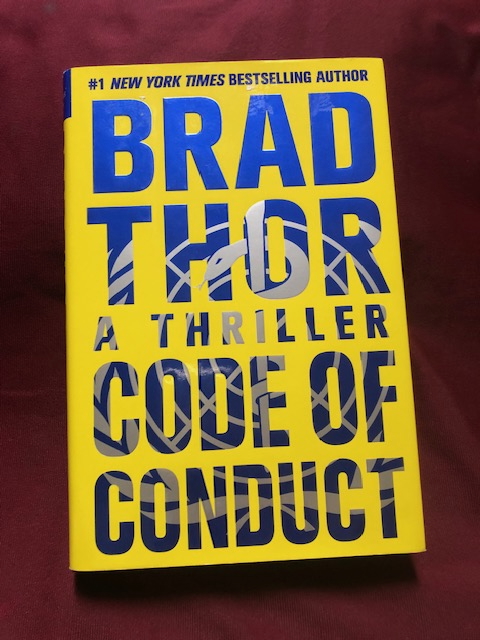 #1 NEW YORK TIMES BESTSELLING AUTHOR
BRAD
THOR
A THRILLER
CODE OF
CONDUCT